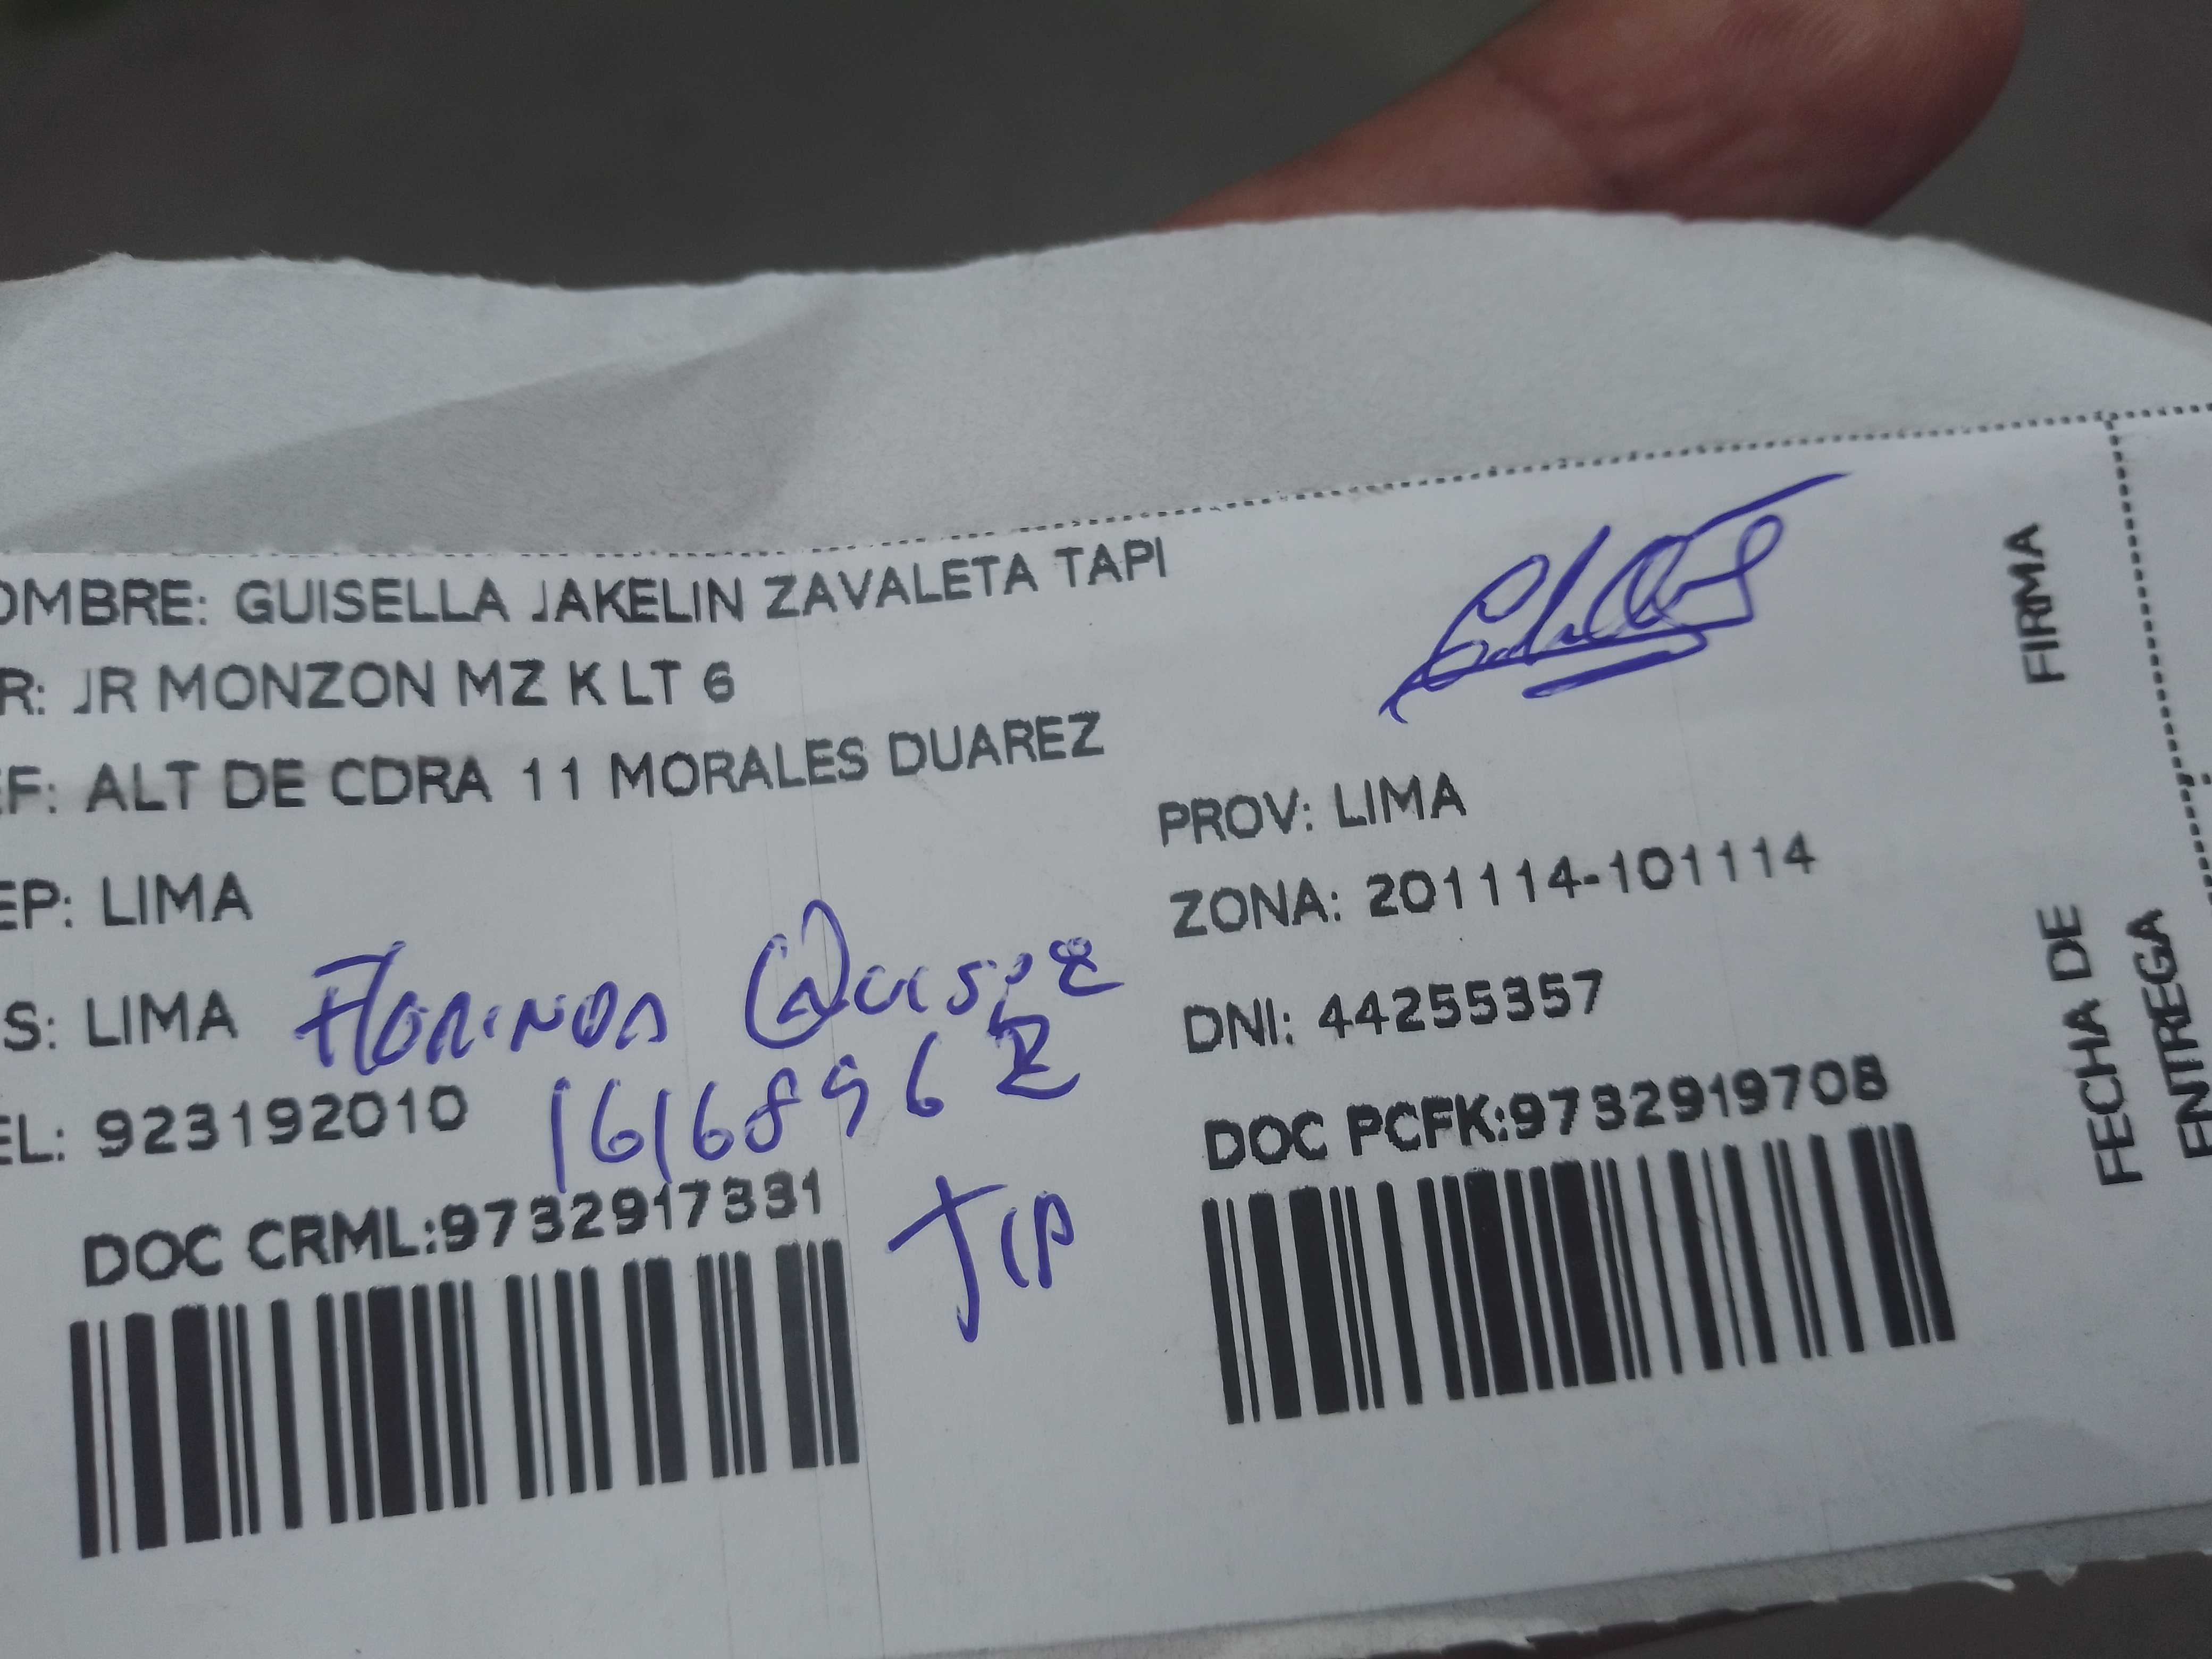 OMBRE: GUISELLA JAKELIN ZAVALETA TAPI
R: JR MONZON MZ K LT 6
EF: ALT DE CDRA 11 MORALES DUAREZ
EP: LIMA
PROV: LIMA
ZONA: 201114-101114
S: LIMA
Florinda Quispe
DNI: 44255357
EL: 923192010
16168962
DOC PCFK:9732919708
DOC CRML:9732917331
FIRMA
FECHA DE
ENTREGA